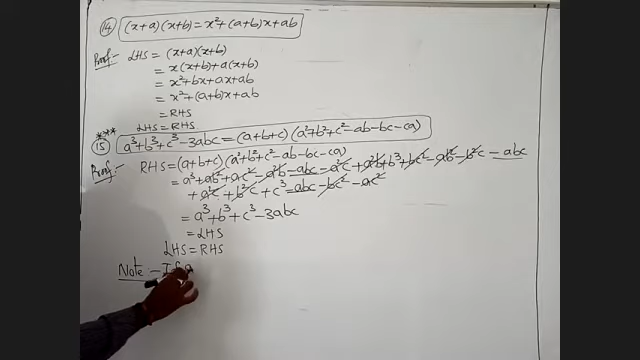 (14) (x+a)(x+b) = x²+(a+b)x+ab
Proof:- LHS = (x+a)(x+b)
= x(x+b)+a(x+b)
= x²+bx+ax+ab
= x²+(a+b)x+ab
= RHS
LHS = RHS
***
(15) a³+b³+c³-3abc = (a+b+c)(a²+b²+c²-ab-bc-ca)
Proof:- RHS = (a+b+c)(a²+b²+c²-ab-bc-ca)
= a³+ab²+ac²-a²b-abc-a²c+a²b+b³+bc²-ab²-b²c-abc
+a²c+b²c+c³-abc-bc²-ac²
= a³+b³+c³-3abc
= LHS
LHS = RHS
Note - If a